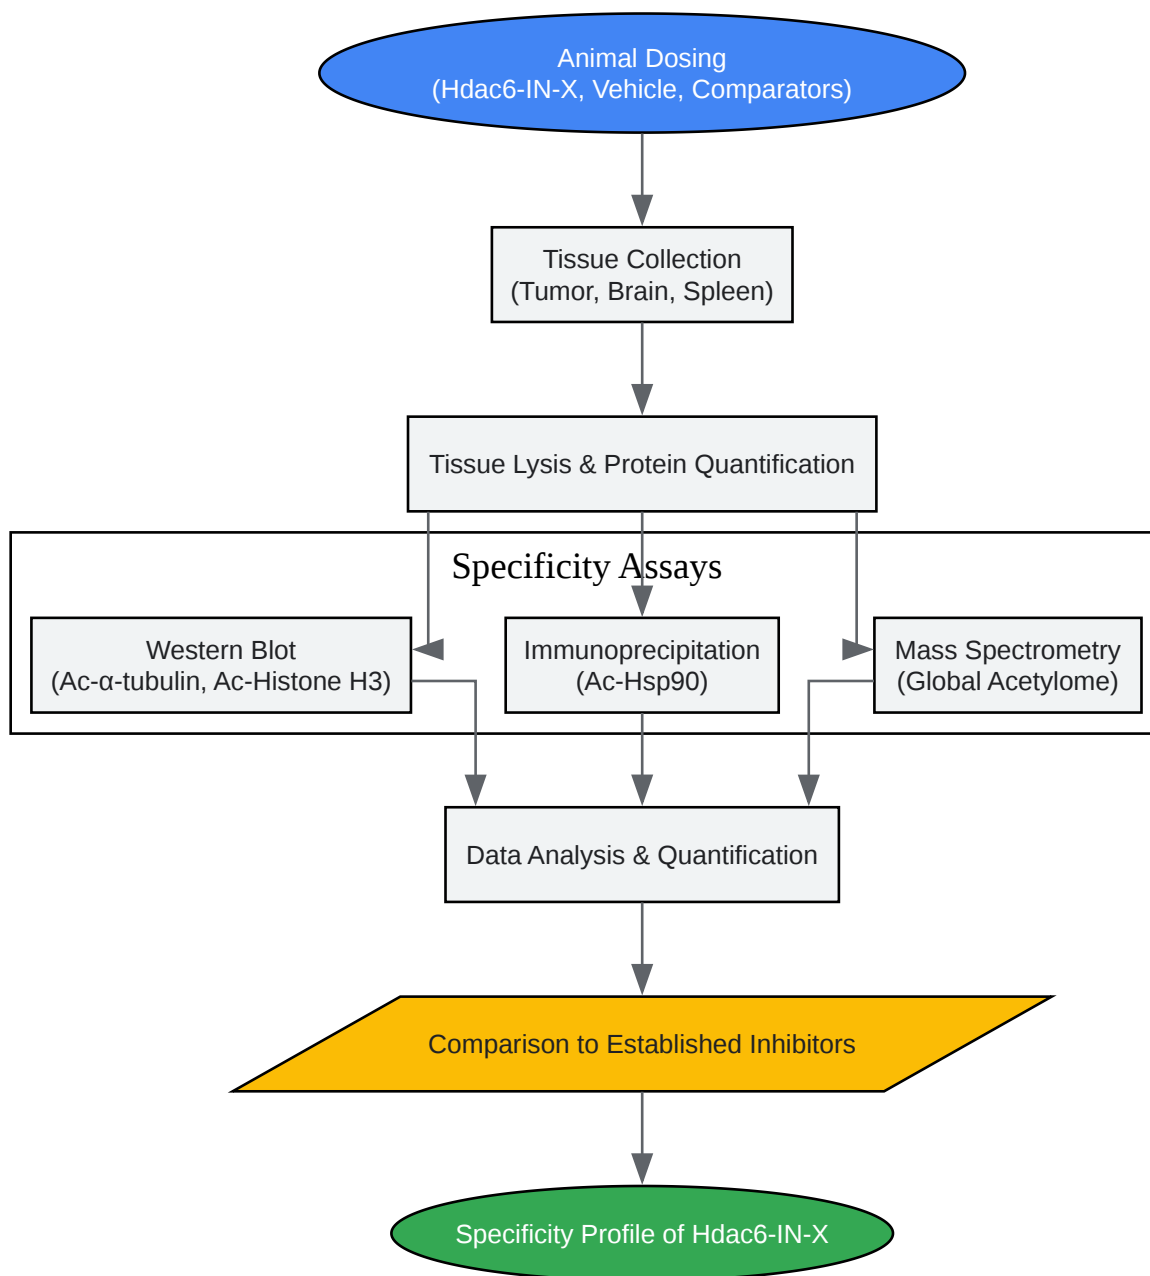 Animal Dosing
(Hdac6-IN-X, Vehicle, Comparators)
Tissue Collection
(Tumor, Brain, Spleen)
Tissue Lysis & Protein Quantification
Specificity Assays
Western Blot
(Ac-α-tubulin, Ac-Histone H3)
Immunoprecipitation
(Ac-Hsp90)
Mass Spectrometry
(Global Acetylome)
Data Analysis & Quantification
Comparison to Established Inhibitors
Specificity Profile of Hdac6-IN-X